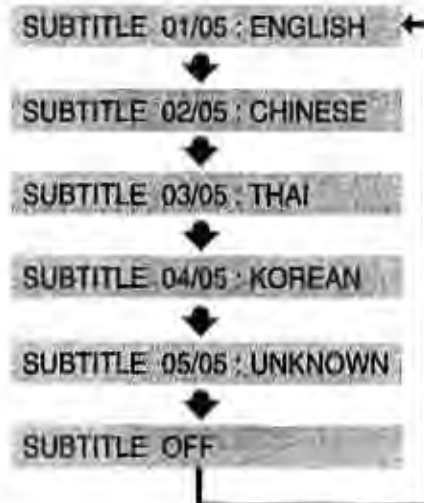 SUBTITLE 01/05 : ENGLISH
SUBTITLE 02/05 : CHINESE
SUBTITLE 03/05 : THAI
SUBTITLE 04/05 : KOREAN
SUBTITLE 05/05 : UNKNOWN
SUBTITLE OFF